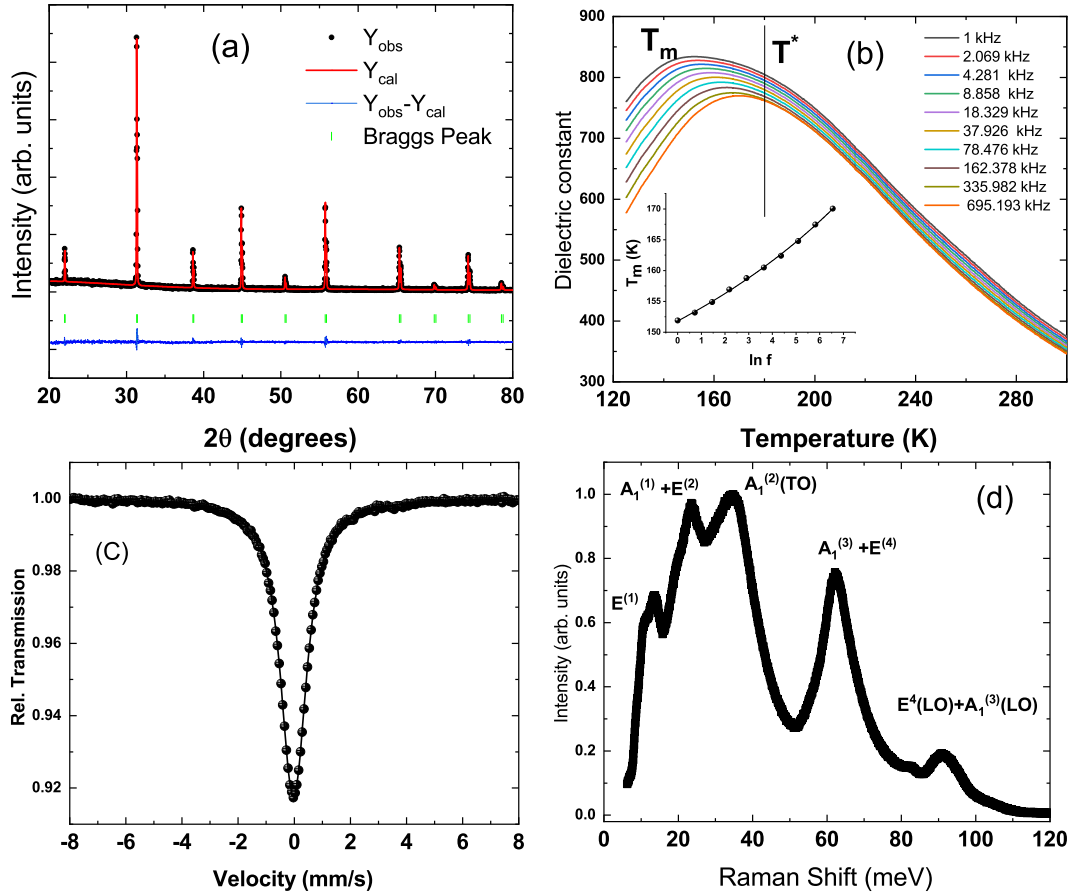 (a)
Y_obs
Y_cal
Y_obs-Y_cal
Braggs Peak
Intensity (arb. units)
20 30 40 50 60 70 80
2θ (degrees)
(b)
T_m
T^*
1 kHz
2.069 kHz
4.281 kHz
8.858 kHz
18.329 kHz
37.926 kHz
78.476 kHz
162.378 kHz
335.982 kHz
695.193 kHz
Dielectric constant
900
850
800
750
700
650
600
550
500
450
400
350
300
120 160 200 240 280
Temperature (K)
T_m (K)
170
165
160
155
150
0 1 2 3 4 5 6 7
ln f
(C)
Rel. Transmission
1.00
0.98
0.96
0.94
0.92
-8 -6 -4 -2 0 2 4 6 8
Velocity (mm/s)
(d)
A_1^(1) +E^(2)
A_1^(2)(TO)
A_1^(3) +E^(4)
E^(1)
E^4(LO)+A_1^(3)(LO)
Intensity (arb. units)
1.0
0.8
0.6
0.4
0.2
0.0
0 20 40 60 80 100 120
Raman Shift (meV)